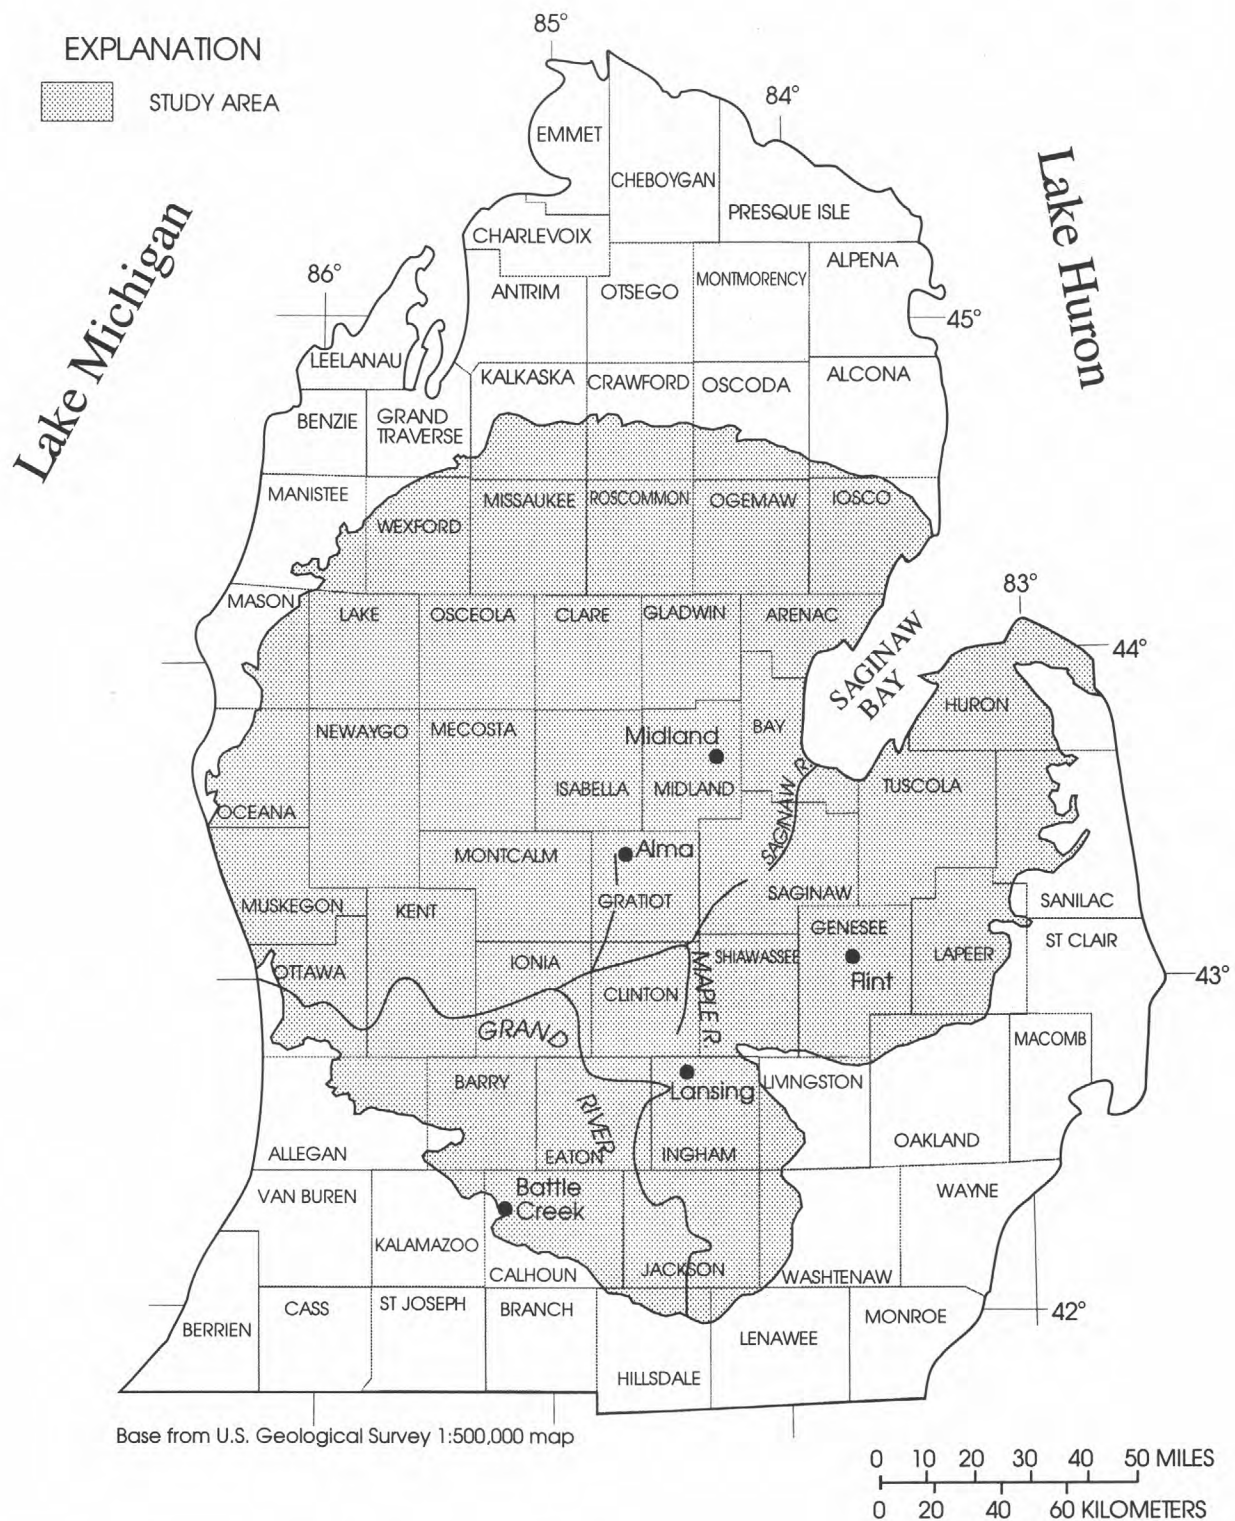 EXPLANATION
STUDY AREA
85°
84°
86°
Lake Michigan
Lake Huron
EMMET
CHEBOYGAN
PRESQUE ISLE
CHARLEVOIX
ALPENA
ANTRIM
OTSEGO
MONTMORENCY
45°
LEELANAU
KALKASKA
CRAWFORD
OSCODA
ALCONA
BENZIE
GRAND
TRAVERSE
MANISTEE
WEXFORD
MISSAUKEE
ROSCOMMON
OGEMAW
IOSCO
83°
MASON
LAKE
OSCEOLA
CLARE
GLADWIN
ARENAC
44°
SAGINAW
BAY
HURON
NEWAYGO
MECOSTA
Midland
BAY
ISABELLA
MIDLAND
SAGINAW R.
TUSCOLA
OCEANA
MONTCALM
Alma
MUSKEGON
KENT
GRATIOT
SAGINAW
SANILAC
GENESEE
OTTAWA
IONIA
MAPLE R
SHIAWASSEE
LAPEER
ST CLAIR
CLINTON
Flint
43°
GRAND
RIVER
MACOMB
BARRY
Lansing
LIVINGSTON
ALLEGAN
EATON
INGHAM
OAKLAND
VAN BUREN
Battle
Creek
WAYNE
KALAMAZOO
CALHOUN
JACKSON
WASHTENAW
CASS
ST JOSEPH
BRANCH
42°
BERRIEN
HILLSDALE
LENAWEE
MONROE
Base from U.S. Geological Survey 1:500,000 map
0 10 20 30 40 50 MILES
0 20 40 60 KILOMETERS